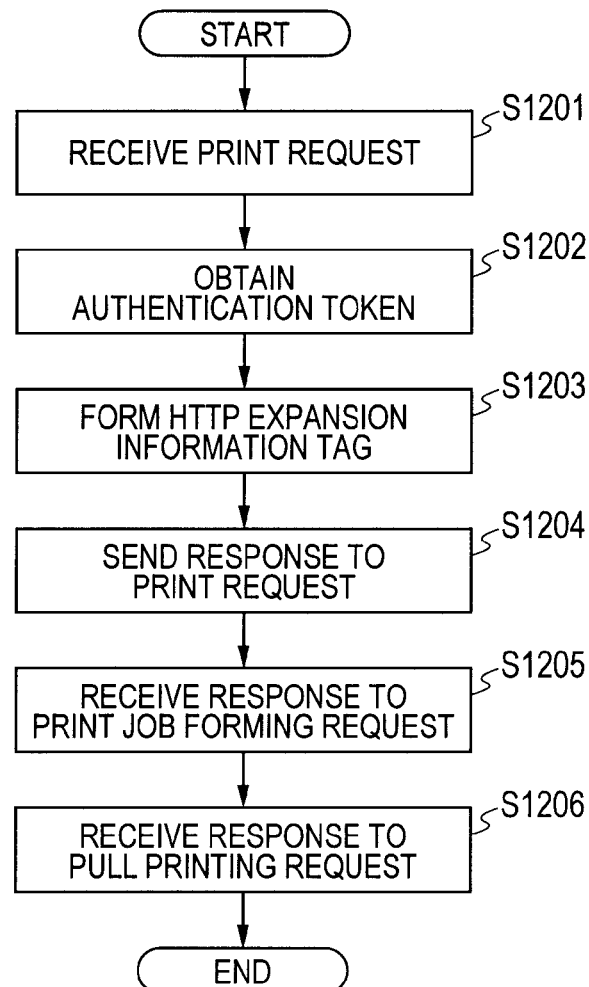 START
S1201
RECEIVE PRINT REQUEST
S1202
OBTAIN
AUTHENTICATION TOKEN
S1203
FORM HTTP EXPANSION
INFORMATION TAG
S1204
SEND RESPONSE TO
PRINT REQUEST
S1205
RECEIVE RESPONSE TO
PRINT JOB FORMING REQUEST
S1206
RECEIVE RESPONSE TO
PULL PRINTING REQUEST
END